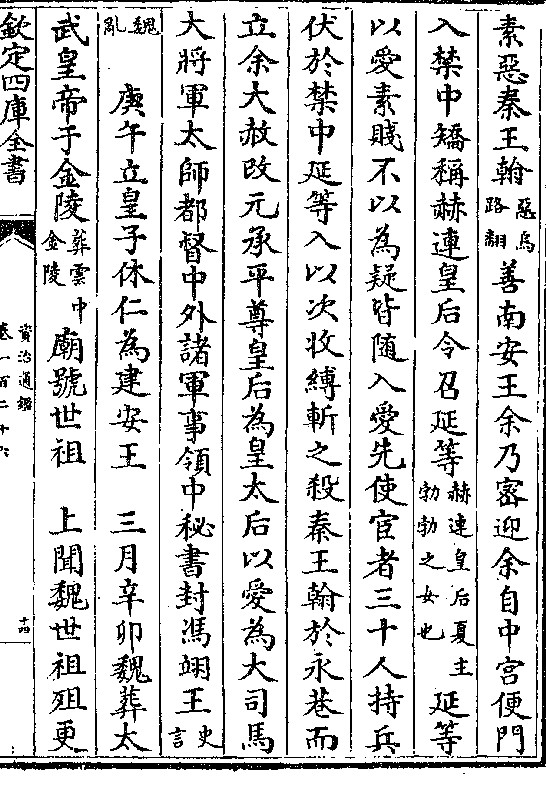 素惡秦王翰惡烏路翻善南安王余乃密迎余自中宮便門
入禁中矯稱赫連皇后令召延等赫連皇后夏主勃勃之女也延等
以愛素賤不以為疑皆隨入愛先使宦者三十人持兵
伏於禁中延等入以次收縛斬之殺秦王翰於永巷而
立余大赦改元承平尊皇后為皇太后以愛為大司馬
大將軍太師都督中外諸軍事領中秘書封馮翊王史言
魏亂 庚午立皇子休仁為建安王 三月辛卯魏葬太
武皇帝于金陵葬雲中金陵廟號世祖 上聞魏世祖殂更
欽定四庫全書
資治通鑑
卷一百二十六
十四